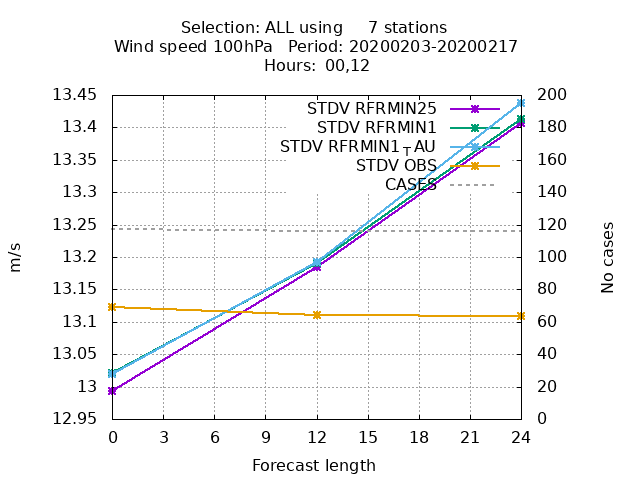 Selection: ALL using 7 stations
Wind speed 100hPa Period: 20200203-20200217
Hours: 00,12
13.45
13.4
13.35
13.3
13.25
13.2
13.15
13.1
13.05
13
12.95
m/s
STDV RFRMIN25
STDV RFRMIN1
STDV RFRMIN1┬AU
STDV OBS
CASES
200
180
160
140
120
100
80
60
40
20
0
No cases
0 3 6 9 12 15 18 21 24
Forecast length